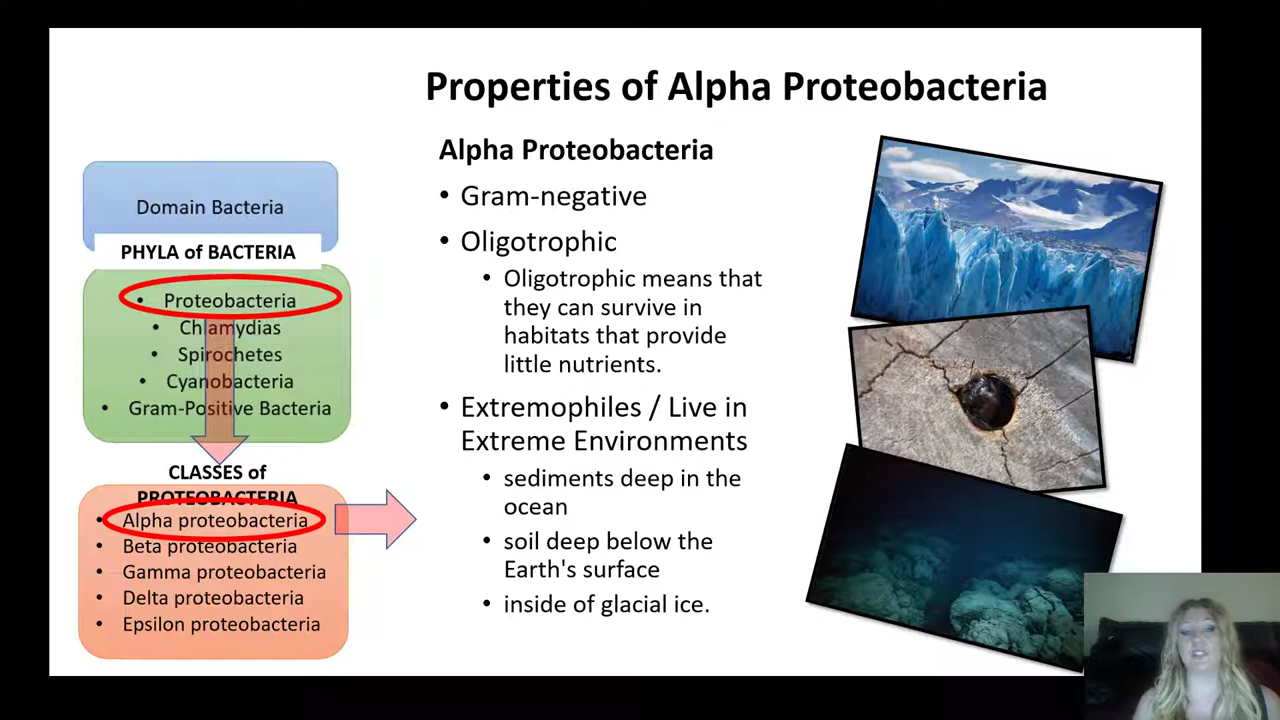 Properties of Alpha Proteobacteria
Domain Bacteria
PHYLA of BACTERIA
• Proteobacteria
• Chlamydias
• Spirochetes
• Cyanobacteria
• Gram-Positive Bacteria
CLASSES of
PROTEOBACTERIA
• Alpha proteobacteria
• Beta proteobacteria
• Gamma proteobacteria
• Delta proteobacteria
• Epsilon proteobacteria
Alpha Proteobacteria
• Gram-negative
• Oligotrophic
• Oligotrophic means that
they can survive in
habitats that provide
little nutrients.
• Extremophiles / Live in
Extreme Environments
• sediments deep in the
ocean
• soil deep below the
Earth's surface
• inside of glacial ice.